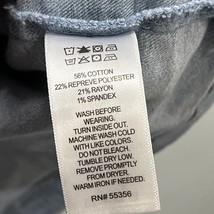 56% COTTON
22% REPREVE POLYESTER
21% RAYON
1% SPANDEX
WASH BEFORE
WEARING.
TURN INSIDE OUT.
MACHINE WASH COLD
WITH LIKE COLORS.
DO NOT BLEACH.
TUMBLE DRY LOW.
REMOVE PROMPTLY
FROM DRYER.
WARM IRON IF NEEDED.
RN# 55356